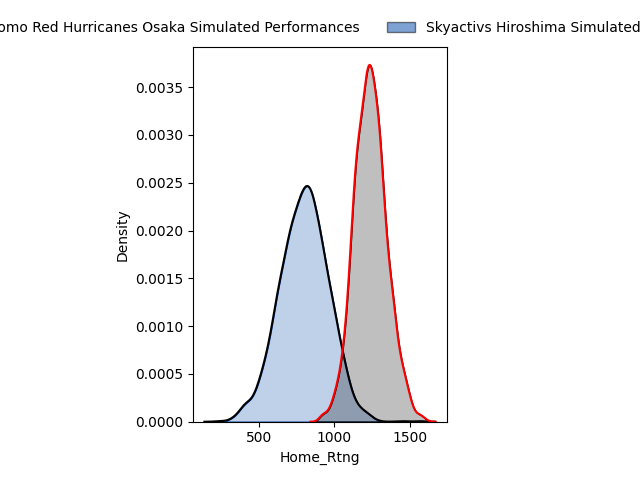 omo Red Hurricanes Osaka Simulated Performances Skyactivs Hiroshima Simulated
0.0035
0.0030
0.0025
0.0020
0.0015
0.0010
0.0005
0.0000
Density
500 1000 1500
Home_Rtng